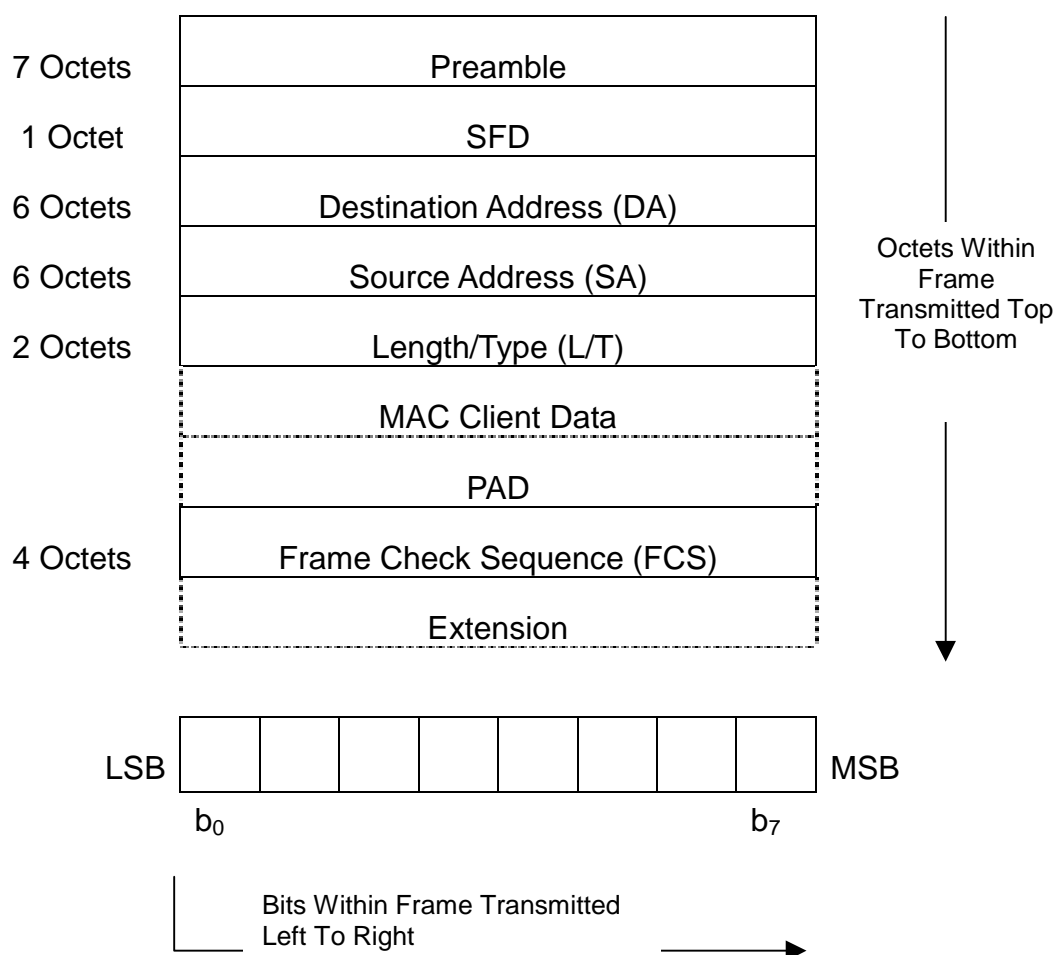 7 Octets
Preamble
1 Octet
SFD
6 Octets
Destination Address (DA)
6 Octets
Source Address (SA)
2 Octets
Length/Type (L/T)
MAC Client Data
PAD
4 Octets
Frame Check Sequence (FCS)
Extension
Octets Within
Frame
Transmitted Top
To Bottom
LSB
MSB
b₀
b₇
Bits Within Frame Transmitted
Left To Right